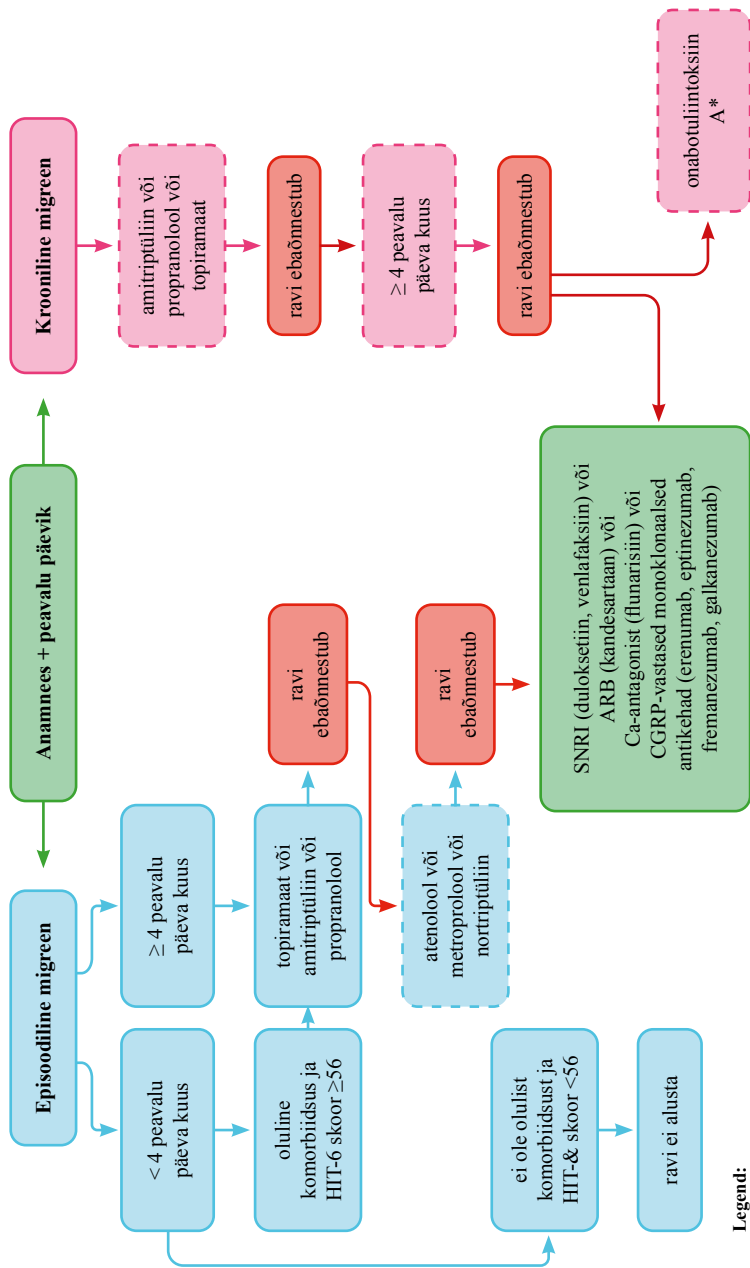 Anamnees + peavalu päevik
Episoodiline migreen
< 4 peavalu
päeva kuus
≥ 4 peavalu
päeva kuus
oluline
komorbiidsus ja
HIT-6 skoor ≥56
topiramaat või
amitriptüliin või
propranolool
ravi
ebaõnnestub
atenolool või
metroprolool või
nortriptüliin
ravi
ebaõnnestub
ei ole olulist
komorbiidsust ja
HIT-& skoor <56
ravi ei alusta
Krooniline migreen
amitriptüliin või
propranolool või
topiramaat
ravi ebaõnnestub
≥ 4 peavalu
päeva kuus
ravi ebaõnnestub
SNRI (duloksetiin, venlafaksiin) või
ARB (kandesartaan) või
Ca-antagonist (flunarisiin) või
CGRP-vastased monoklonaalsed
antikehad (erenumab, eptinezumab,
fremanezumab, galkanezumab)
onabotuliintoksiin
A*
Legend: